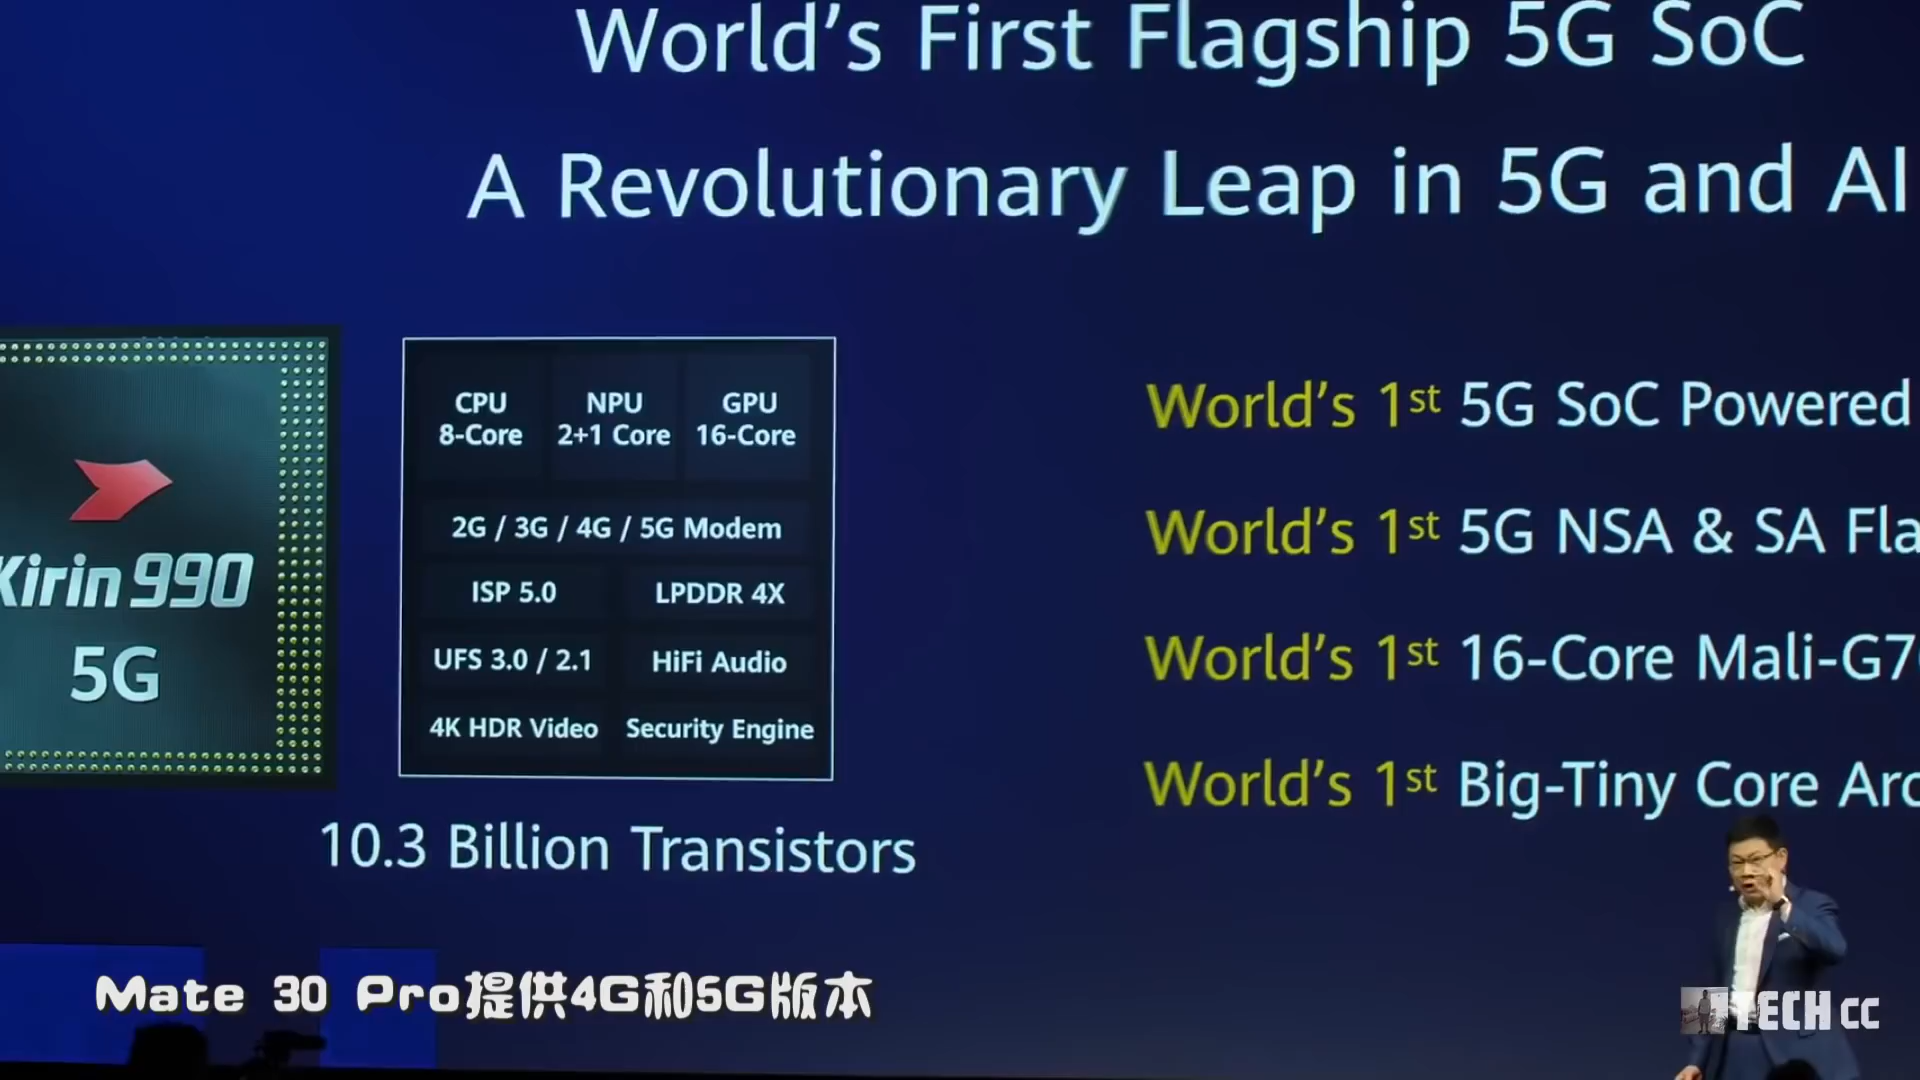 World's First Flagship 5G SoC
A Revolutionary Leap in 5G and AI
Kirin 990
5G
CPU
8-Core
NPU
2+1 Core
GPU
16-Core
2G / 3G / 4G / 5G Modem
ISP 5.0
LPDDR 4X
UFS 3.0 / 2.1
HiFi Audio
4K HDR Video
Security Engine
10.3 Billion Transistors
World's 1st 5G SoC Powered
World's 1st 5G NSA & SA
World's 1st 16-Core
World's 1st Big-Tiny Core
Mate 30 Pro提供4G和5G版本
TECH CC